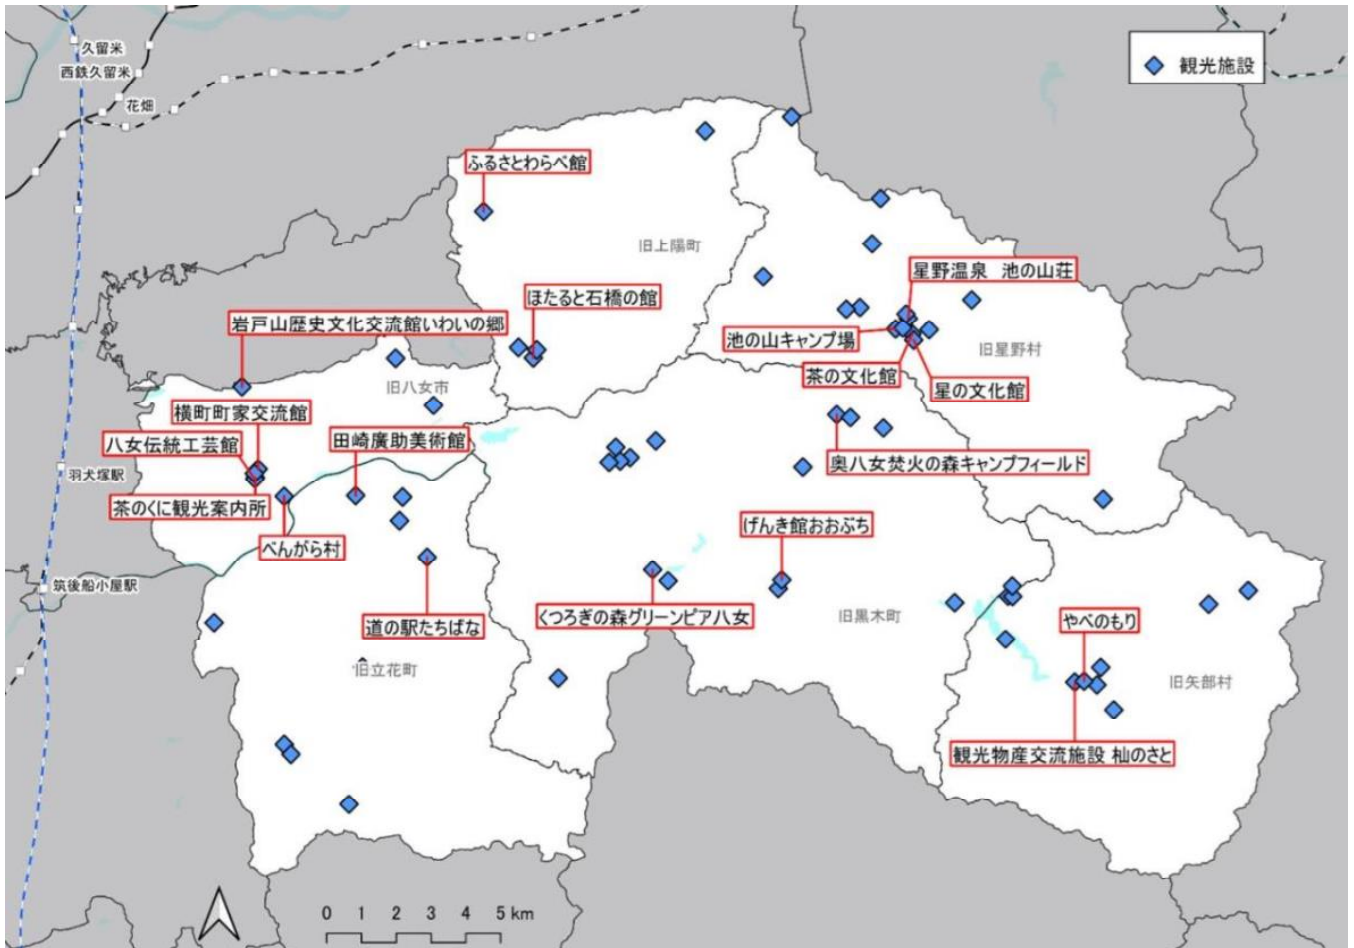 久留米
西鉄久留米
花畑
観光施設
ふるさとわらべ館
旧上陽町
星野温泉 池の山荘
ほたると石橋の館
岩戸山歴史文化交流館いわいの郷
池の山キャンプ場
旧星野村
茶の文化館
星の文化館
旧八女市
横町町家交流館
八女伝統工芸館
田崎廣助美術館
奥八女焚火の森キャンプフィールド
羽犬塚駅
茶のくに観光案内所
べんがら村
げんき館おおぶち
筑後船小屋駅
道の駅たちばな
くつろぎの森グリーンピア八女
旧黒木町
やべのもり
旧立花町
旧矢部村
観光物産交流施設 杣のさと
0 1 2 3 4 5 km